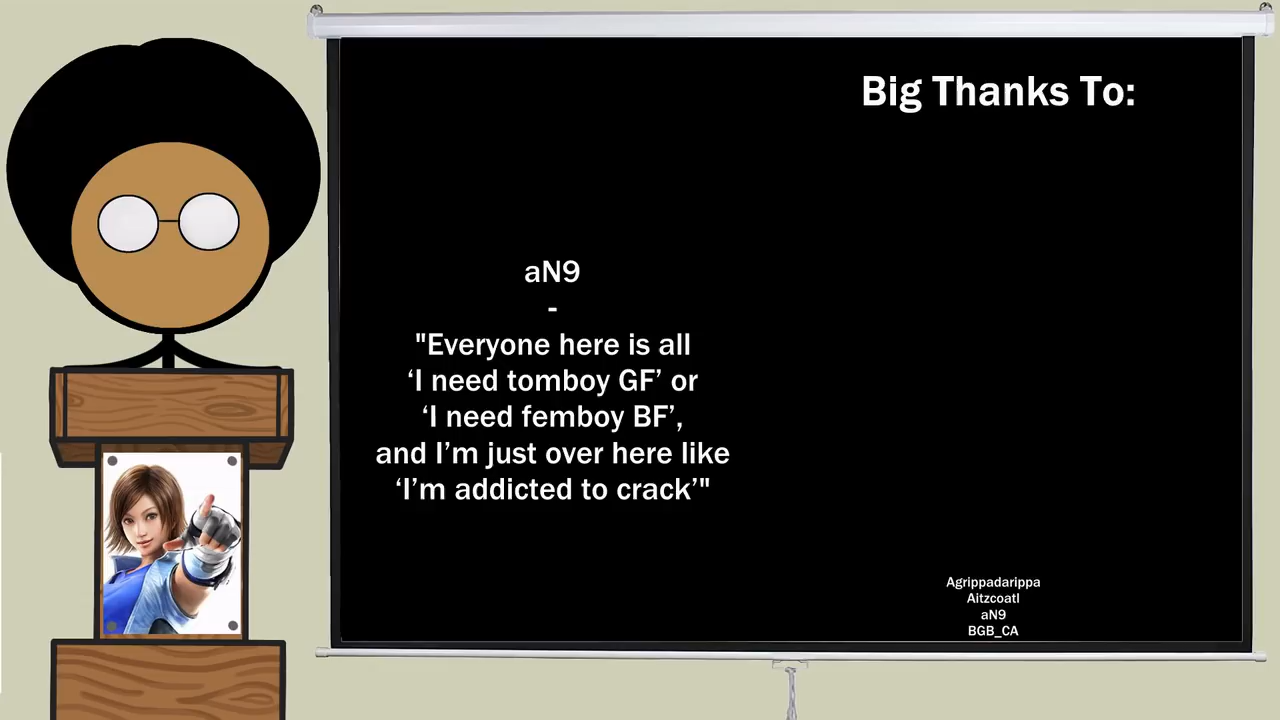 Big Thanks To:
aN9
-
"Everyone here is all
‘I need tomboy GF’ or
‘I need femboy BF’,
and I’m just over here like
‘I’m addicted to crack’"
Agrippadarippa
Aitzcoatl
aN9
BGB_CA